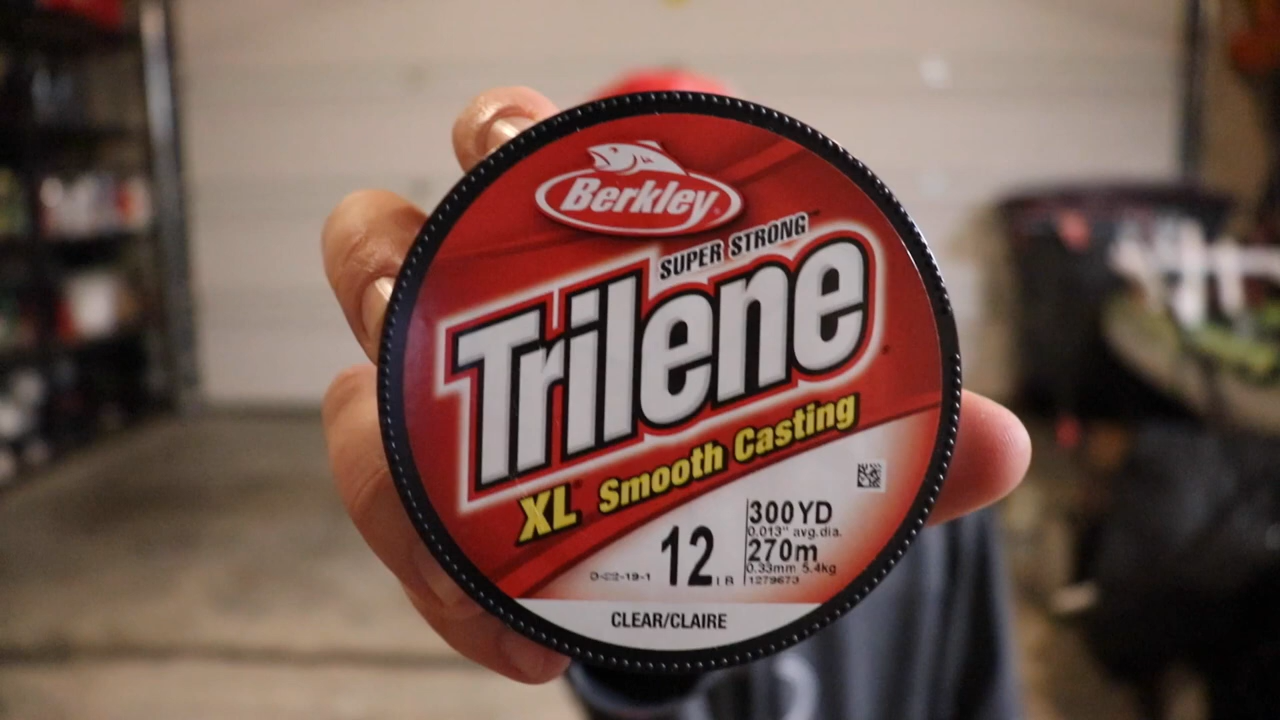 Berkley
SUPER STRONG™
Trilene
XL® Smooth Casting
12 LB
300YD
0.013" avg.dia.
270m
0.33mm 5.4kg
1279673
CLEAR/CLAIRE